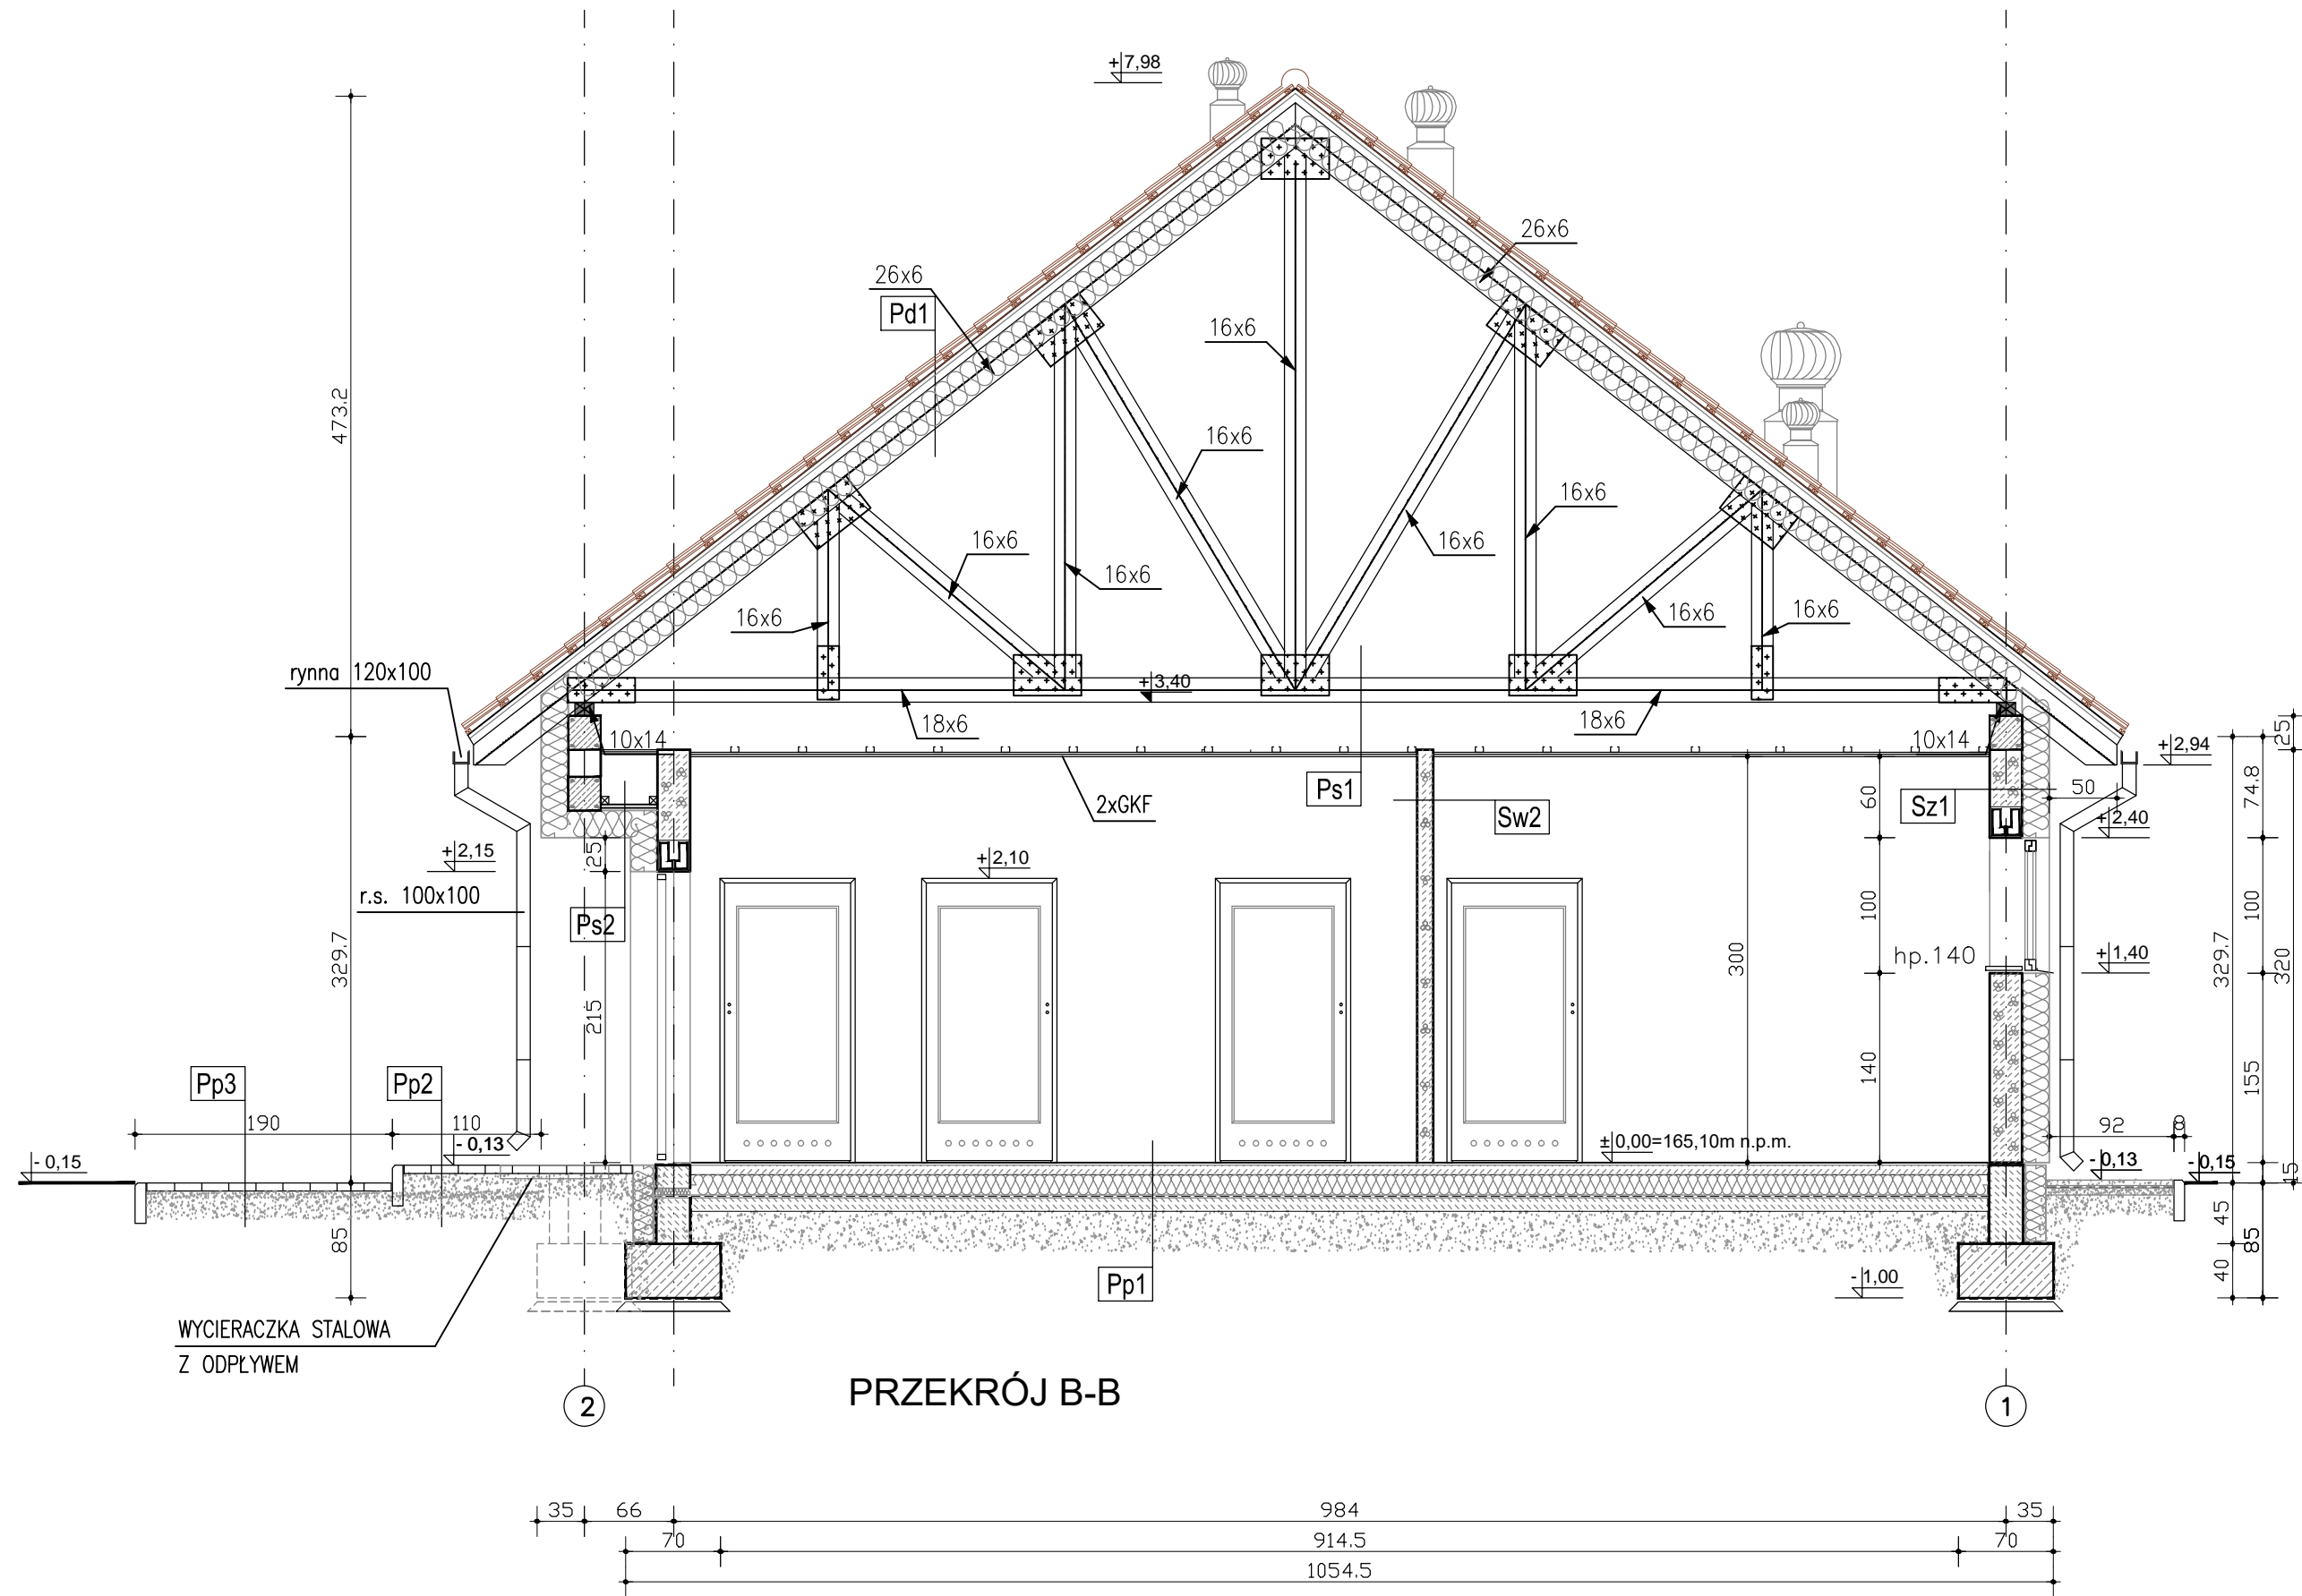 +7,98
26x6
26x6
Pd1
16x6
473.2
16x6
16x6
16x6
16x6
16x6
16x6
16x6
16x6
rynna 120x100
+3,40
18x6
18x6
25
10x14
10x14
+2,94
2xGKF
Ps1
Sw2
60
Sz1
50
74.8
+2,40
+2,15
25
+2,10
r.s. 100x100
Ps2
329.7
215
300
100
hp.140
+1,40
329.7
100
320
140
155
Pp3
Pp2
190
110
-0,13
-0,15
±0,00=165,10m n.p.m.
92
8
-0,13
-0,15
15
85
45
85
40
Pp1
-1,00
WYCIERACZKA STALOWA
Z ODPŁYWEM
PRZEKRÓJ B-B
2
1
35
66
984
35
70
914.5
70
1054.5